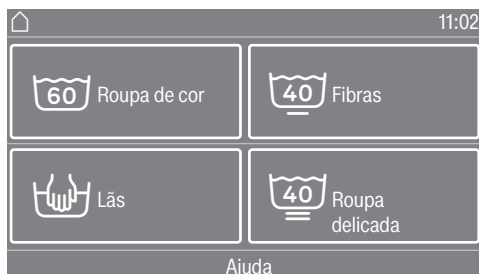 11:02
60 Roupa de cor
40 Fibras
Lãs
40 Roupa
delicada
Ajuda